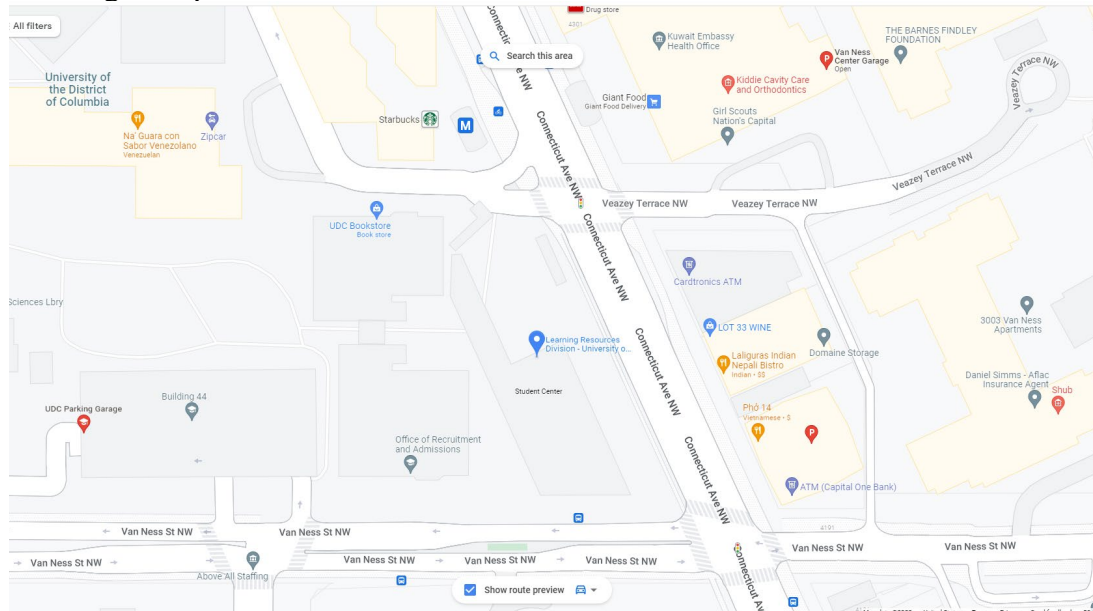 Drug store
4301
All filters
Connecticut Ave NW
Kuwait Embassy
Health Office
THE BARNES FINDLEY
FOUNDATION
Search this area
Van Ness
Center Garage
Open
University of
the District
of Columbia
Kiddie Cavity Care
and Orthodontics
Veazey Terrace NW
Giant Food
Giant Food Delivery
Girl Scouts
Nation's Capital
Starbucks
M
Connecticut Ave NW
Na' Guara con
Sabor Venezolano
Venezuelan
Zipcar
Veazey Terrace NW
Veazey Terrace NW
Veazey Terrace NW
UDC Bookstore
Book store
Connecticut Ave NW
Cardtronics ATM
Sciences Lbry
LOT 33 WINE
3003 Van Ness
Apartments
Learning Resources
Division - University o...
Connecticut Ave NW
Domaine Storage
Laliguras Indian
Nepali Bistro
Indian - $$
Daniel Simms - Aflac
Insurance Agent
Shub
Student Center
Building 44
UDC Parking Garage
Phở 14
Vietnamese - $
P
Office of Recruitment
and Admissions
Connecticut Ave NW
ATM (Capital One Bank)
4191
Van Ness St NW
Van Ness St NW
Van Ness St NW
Van Ness St NW
Van Ness St NW
Van Ness St NW
Van Ness St NW
Van Ness St NW
Above All Staffing
Show route preview
Connecticut Ave